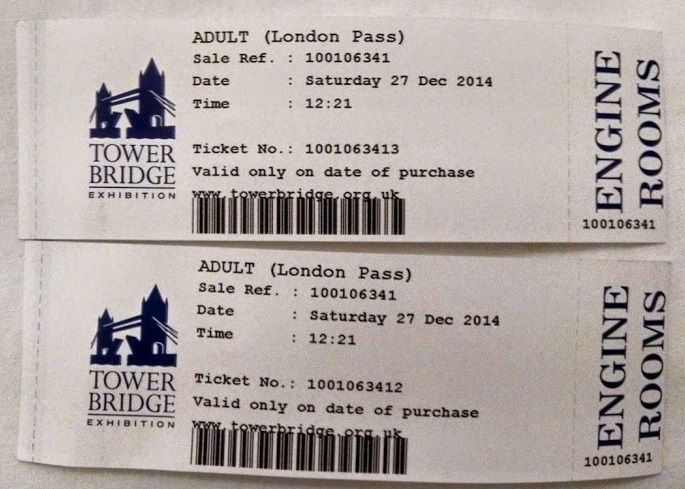 ADULT (London Pass)
Sale Ref. : 100106341
Date : Saturday 27 Dec 2014
Time : 12:21
Ticket No.: 1001063413
Valid only on date of purchase
www.towerbridge.org.uk
TOWER
BRIDGE
EXHIBITION
ENGINE
ROOMS
100106341
ADULT (London Pass)
Sale Ref. : 100106341
Date : Saturday 27 Dec 2014
Time : 12:21
Ticket No.: 1001063412
Valid only on date of purchase
www.towerbridge.org.uk
TOWER
BRIDGE
EXHIBITION
ENGINE
ROOMS
100106341